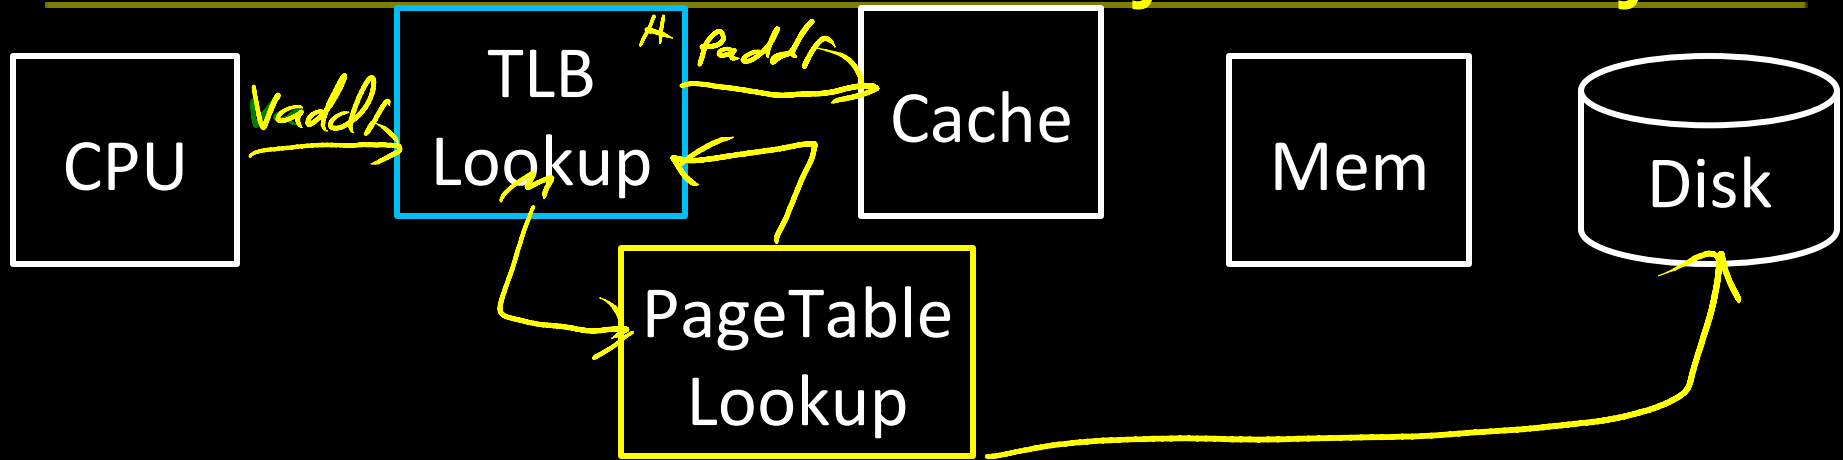 CPU
Vaddr
TLB
Lookup
H
Paddr
M
Cache
PageTable
Lookup
Mem
Disk